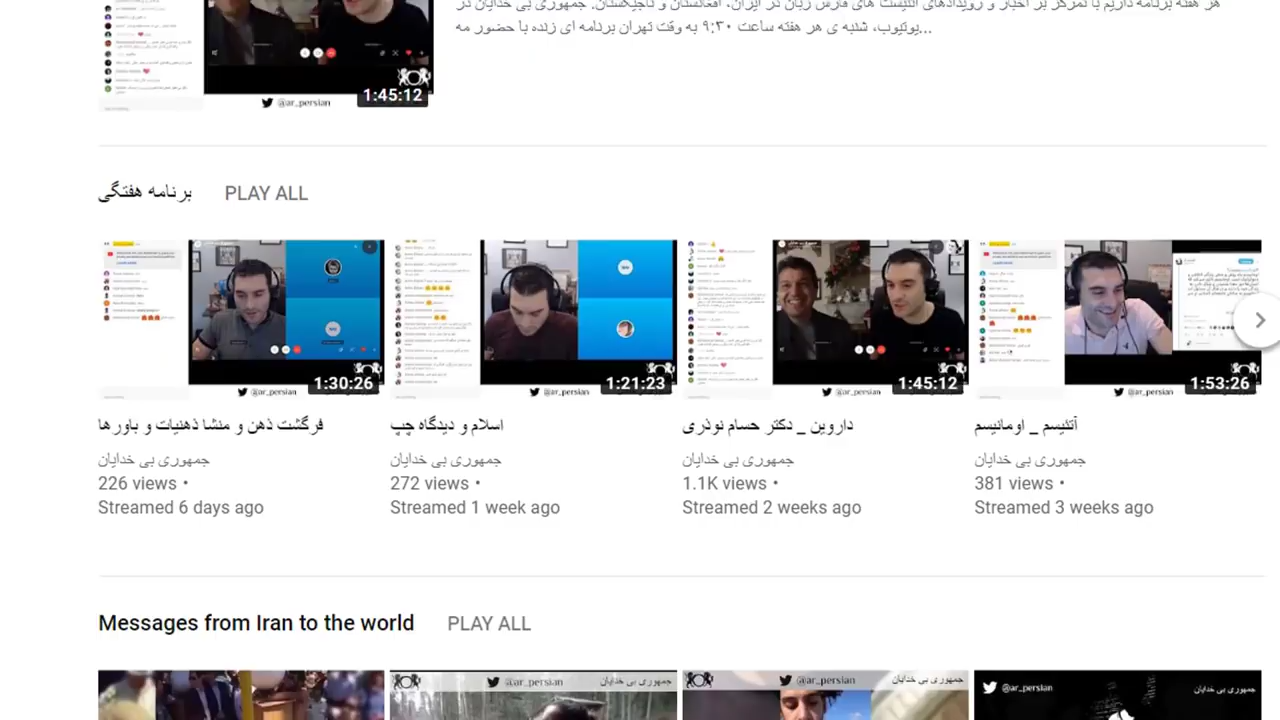 هر هفته برنامه داریم با تمرکز بر اخبار و رویدادهای آتئیست های فارس زبان در ایران، افغانستان و تاجیکستان. جمهوری بی خدایان در
یوتیوب، شنبه ی هر هفته ساعت ۹:۳۰ به وقت تهران برنامه ای زنده با حضور مه...
1:45:12
@ar_persian
برنامه هفتگی PLAY ALL
1:30:26
@ar_persian
1:21:23
@ar_persian
1:45:12
@ar_persian
1:53:26
@ar_persian
فرگشت ذهن و منشا ذهنیات و باورها
جمهوری بی خدایان
226 views •
Streamed 6 days ago
اسلام و دیدگاه چپ
جمهوری بی خدایان
272 views •
Streamed 1 week ago
داروین _ دکتر حسام نوذری
جمهوری بی خدایان
1.1K views •
Streamed 2 weeks ago
آتئیسم _ اومانیسم
جمهوری بی خدایان
381 views •
Streamed 3 weeks ago
Messages from Iran to the world PLAY ALL
@ar_persian جمهوری بی خدایان
@ar_persian جمهوری بی خدایان
@ar_persian جمهوری بی خدایان